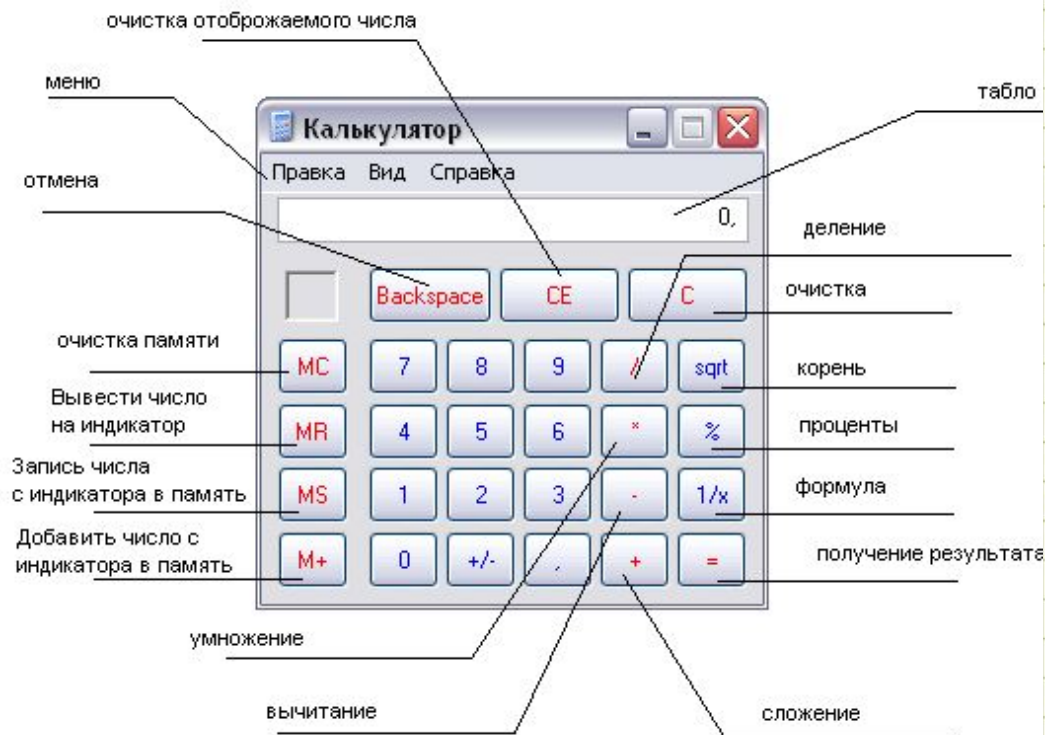 очистка отоброжаемого числа
меню
табло
Калькулятор
Правка Вид Справка
отмена
0,
деление
Backspace CE C
очистка
очистка памяти
MC 7 8 9 / sqrt
корень
Вывести число
на индикатор
MR 4 5 6 * %
проценты
Запись числа
с индикатора в память
MS 1 2 3 - 1/x
формула
Добавить число с
индикатора в память
M+ 0 +/- , + =
получение результата
умножение
вычитание
сложение